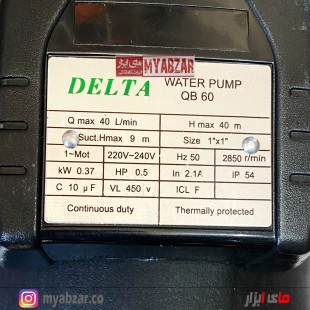 مای ابزار MYABZAR
DELTA WATER PUMP
QB 60
Q max 40 L/min H max 40 m
Suct.Hmax 9 m Size 1"x1"
1~Mot 220V~240V Hz 50 2850 r/min
kW 0.37 HP 0.5 In 2.1A IP 54
C 10 µF VL 450 v ICL F
Continuous duty Thermally protected
myabzar.co مای ابزار